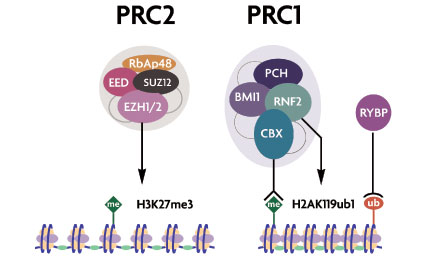 PRC2
PRC1
RbAp48
EED
SUZ12
EZH1/2
PCH
BMI1
RNF2
CBX
RYBP
me
H3K27me3
me
H2AK119ub1
ub